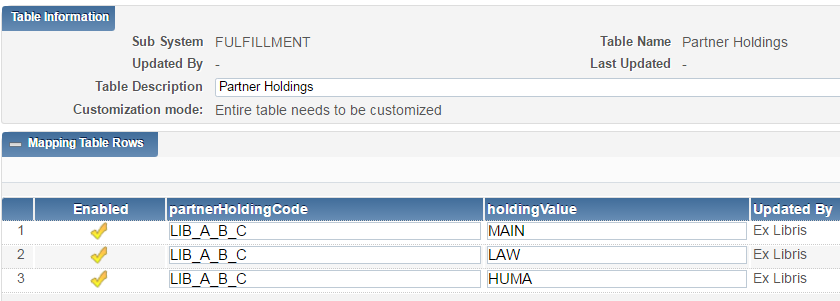 Table Information
Sub System FULFILLMENT Table Name Partner Holdings
Updated By - Last Updated -
Table Description Partner Holdings
Customization mode: Entire table needs to be customized
Mapping Table Rows
Enabled partnerHoldingCode holdingValue Updated By
1 LIB_A_B_C MAIN Ex Libris
2 LIB_A_B_C LAW Ex Libris
3 LIB_A_B_C HUMA Ex Libris